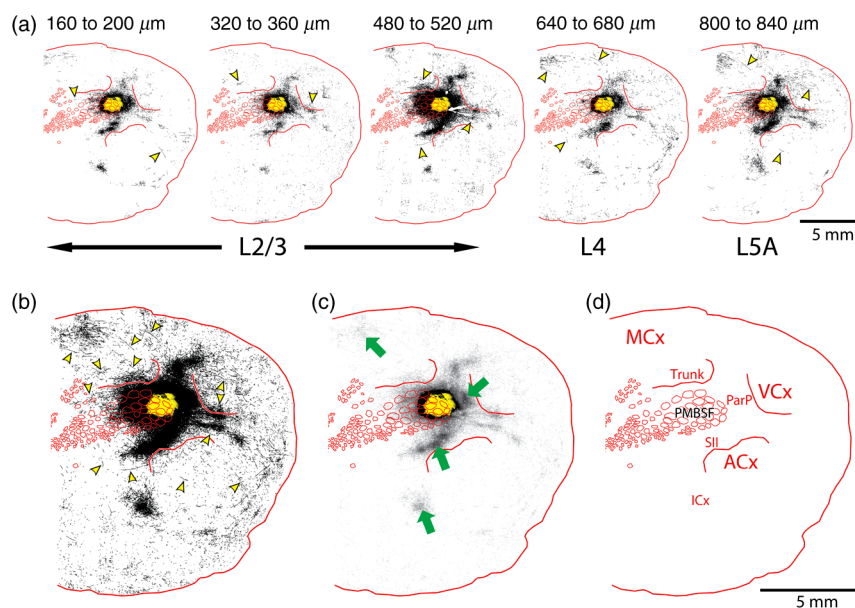 (a)
160 to 200 μm
320 to 360 μm
480 to 520 μm
640 to 680 μm
800 to 840 μm
L2/3
L4
L5A
5 mm
(b)
(c)
(d)
MCx
Trunk
ParP
VCx
PMBSF
SII
ACx
ICx
5 mm